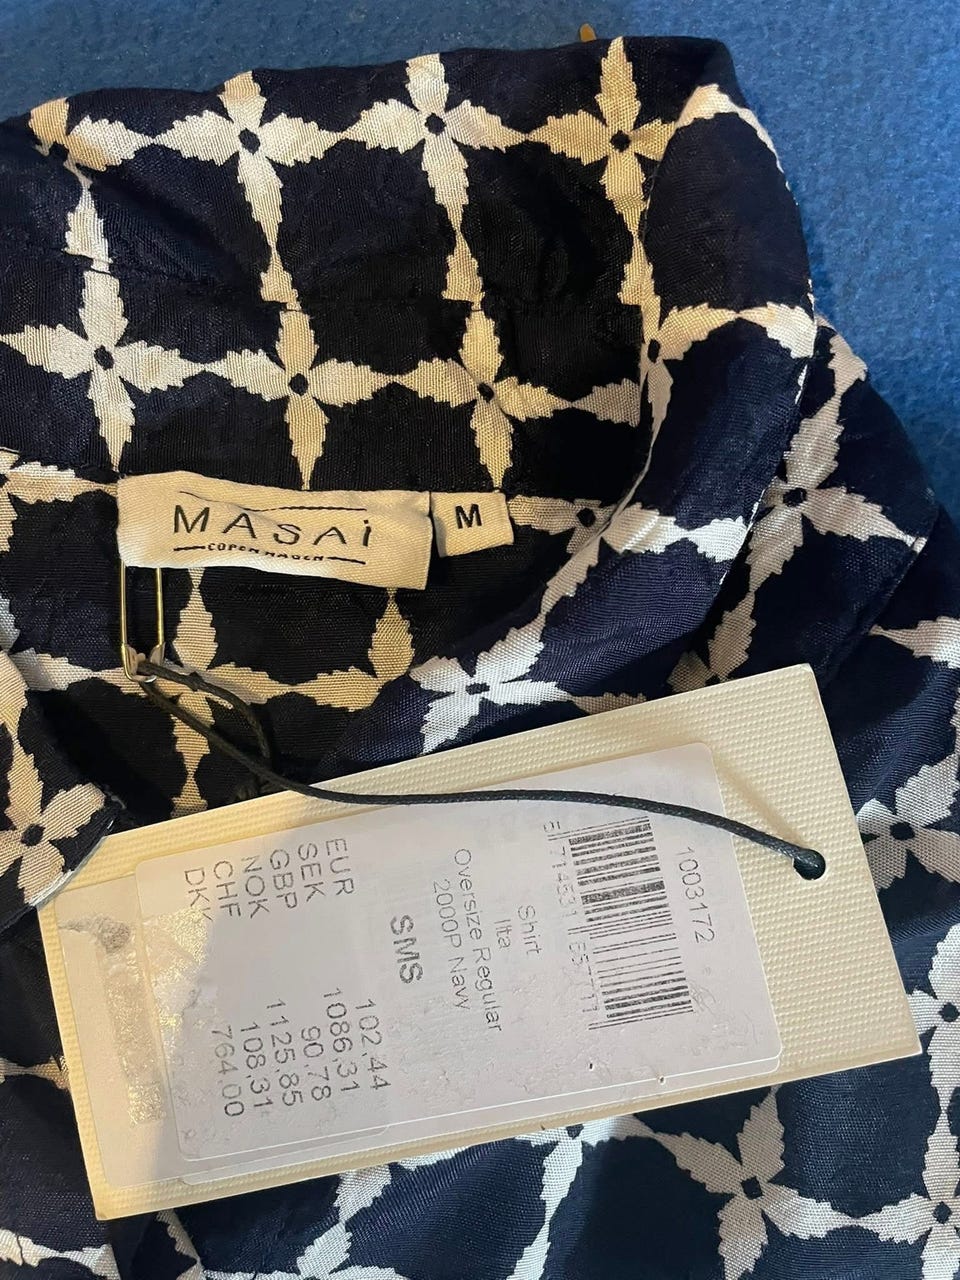 MASAi
COPENHAGEN
M
1003172
Shirt
Ilta
Oversize Regular
2000P Navy
SMS
EUR 102.44
SEK 1086.31
GBP 90.78
NOK 1125.85
CHF 108.31
DKK 764.00